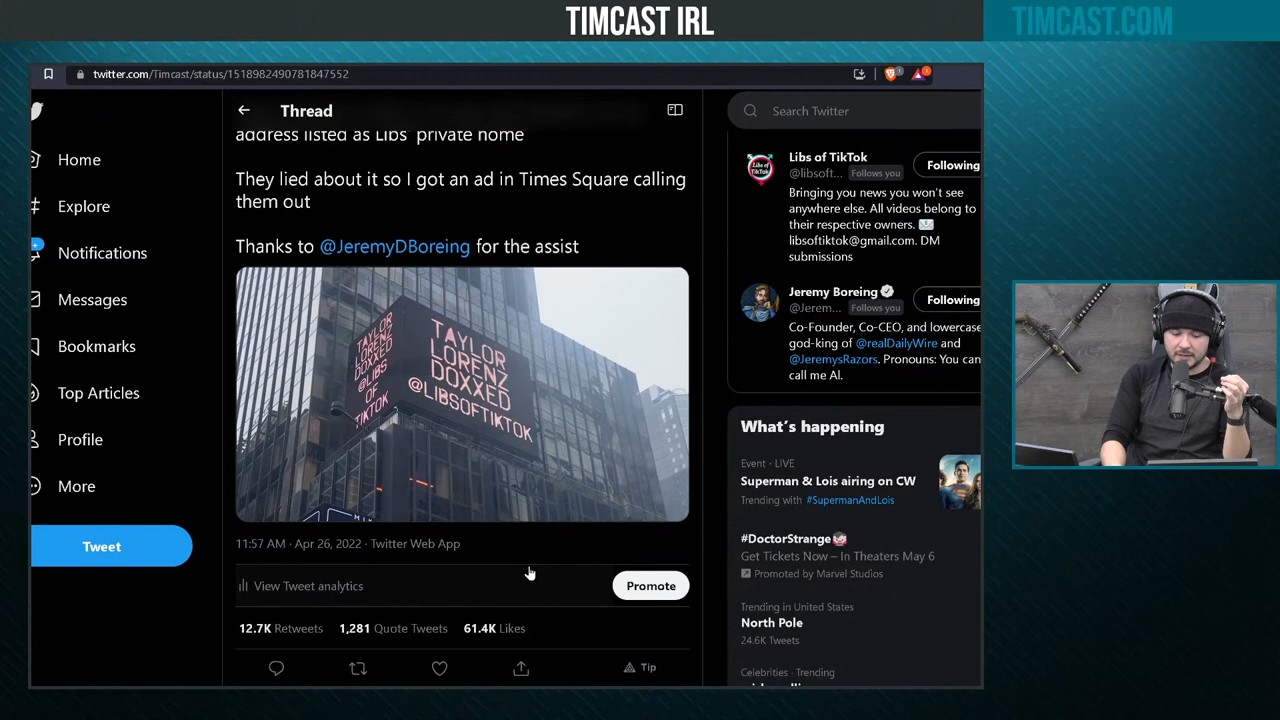 TIMCAST IRL
TIMCAST.COM
twitter.com/Timcast/status/1518982490781847552
Home
Explore
Notifications
Messages
Bookmarks
Top Articles
Profile
More
Tweet
Thread
address listed as Libs' private home
They lied about it so I got an ad in Times Square calling
them out
Thanks to @JeremyDBoreing for the assist
TAYLOR
LORENZ
DOXXED
@LIBS
OF
TIKTOK
TAYLOR
LORENZ
DOXXED
@LIBSOFTIKTOK
11:57 AM · Apr 26, 2022 · Twitter Web App
View Tweet analytics
Promote
12.7K Retweets 1,281 Quote Tweets 61.4K Likes
Tip
Search Twitter
Libs of TikTok
@libsoft... Follows you
Following
Bringing you news you won't see
anywhere else. All videos belong to
their respective owners.
libsoftiktok@gmail.com. DM
submissions
Jeremy Boreing
@Jerem... Follows you
Following
Co-Founder, Co-CEO, and lowercase
god-king of @realDailyWire and
@JeremysRazors. Pronouns: You can
call me Al.
What's happening
Event · LIVE
Superman & Lois airing on CW
Trending with #SupermanAndLois
#DoctorStrange
Get Tickets Now – In Theaters May 6
Promoted by Marvel Studios
Trending in United States
North Pole
24.6K Tweets
Celebrities · Trending